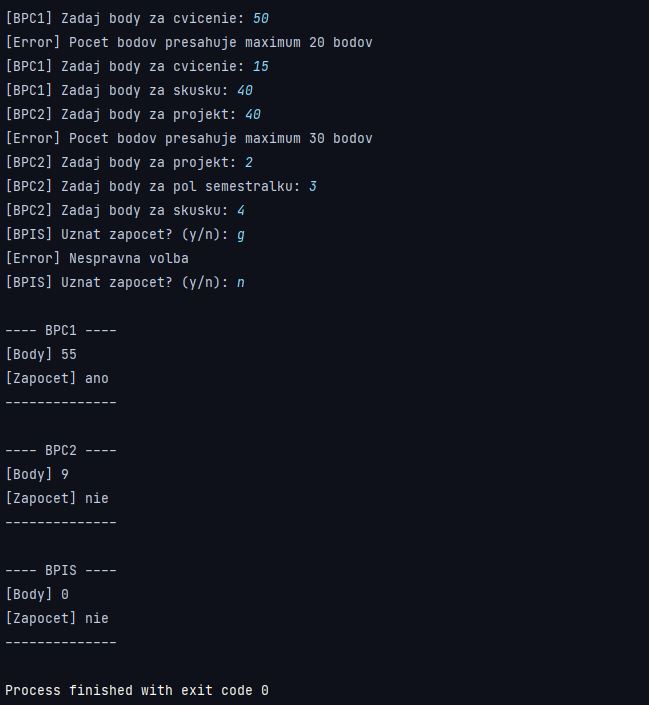 [BPC1] Zadaj body za cvicenie: 50
[Error] Pocet bodov presahuje maximum 20 bodov
[BPC1] Zadaj body za cvicenie: 15
[BPC1] Zadaj body za skusku: 40
[BPC2] Zadaj body za projekt: 40
[Error] Pocet bodov presahuje maximum 30 bodov
[BPC2] Zadaj body za projekt: 2
[BPC2] Zadaj body za pol semestralku: 3
[BPC2] Zadaj body za skusku: 4
[BPIS] Uznat zapocet? (y/n): g
[Error] Nespravna volba
[BPIS] Uznat zapocet? (y/n): n

---- BPC1 ----
[Body] 55
[Zapocet] ano
--------------

---- BPC2 ----
[Body] 9
[Zapocet] nie
--------------

---- BPIS ----
[Body] 0
[Zapocet] nie
--------------

Process finished with exit code 0